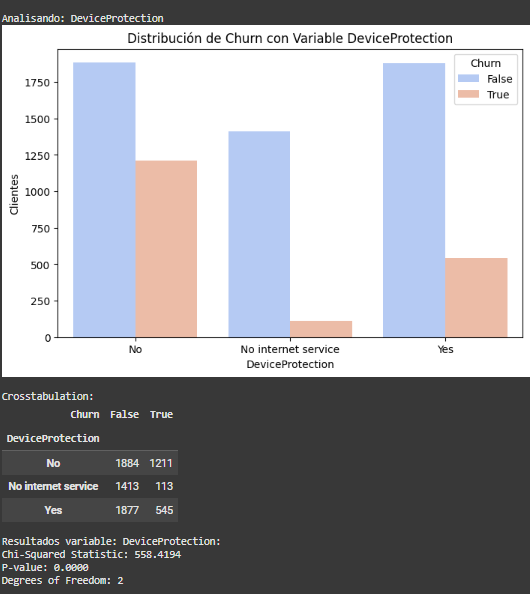 Analisando: DeviceProtection
Distribución de Churn con Variable DeviceProtection
Churn
False
True
Clientes
1750
1500
1250
1000
750
500
250
0
No No internet service Yes
DeviceProtection
Crosstabulation:
Churn False True
DeviceProtection
No 1884 1211
No internet service 1413 113
Yes 1877 545
Resultados variable: DeviceProtection:
Chi-Squared Statistic: 558.4194
P-value: 0.0000
Degrees of Freedom: 2